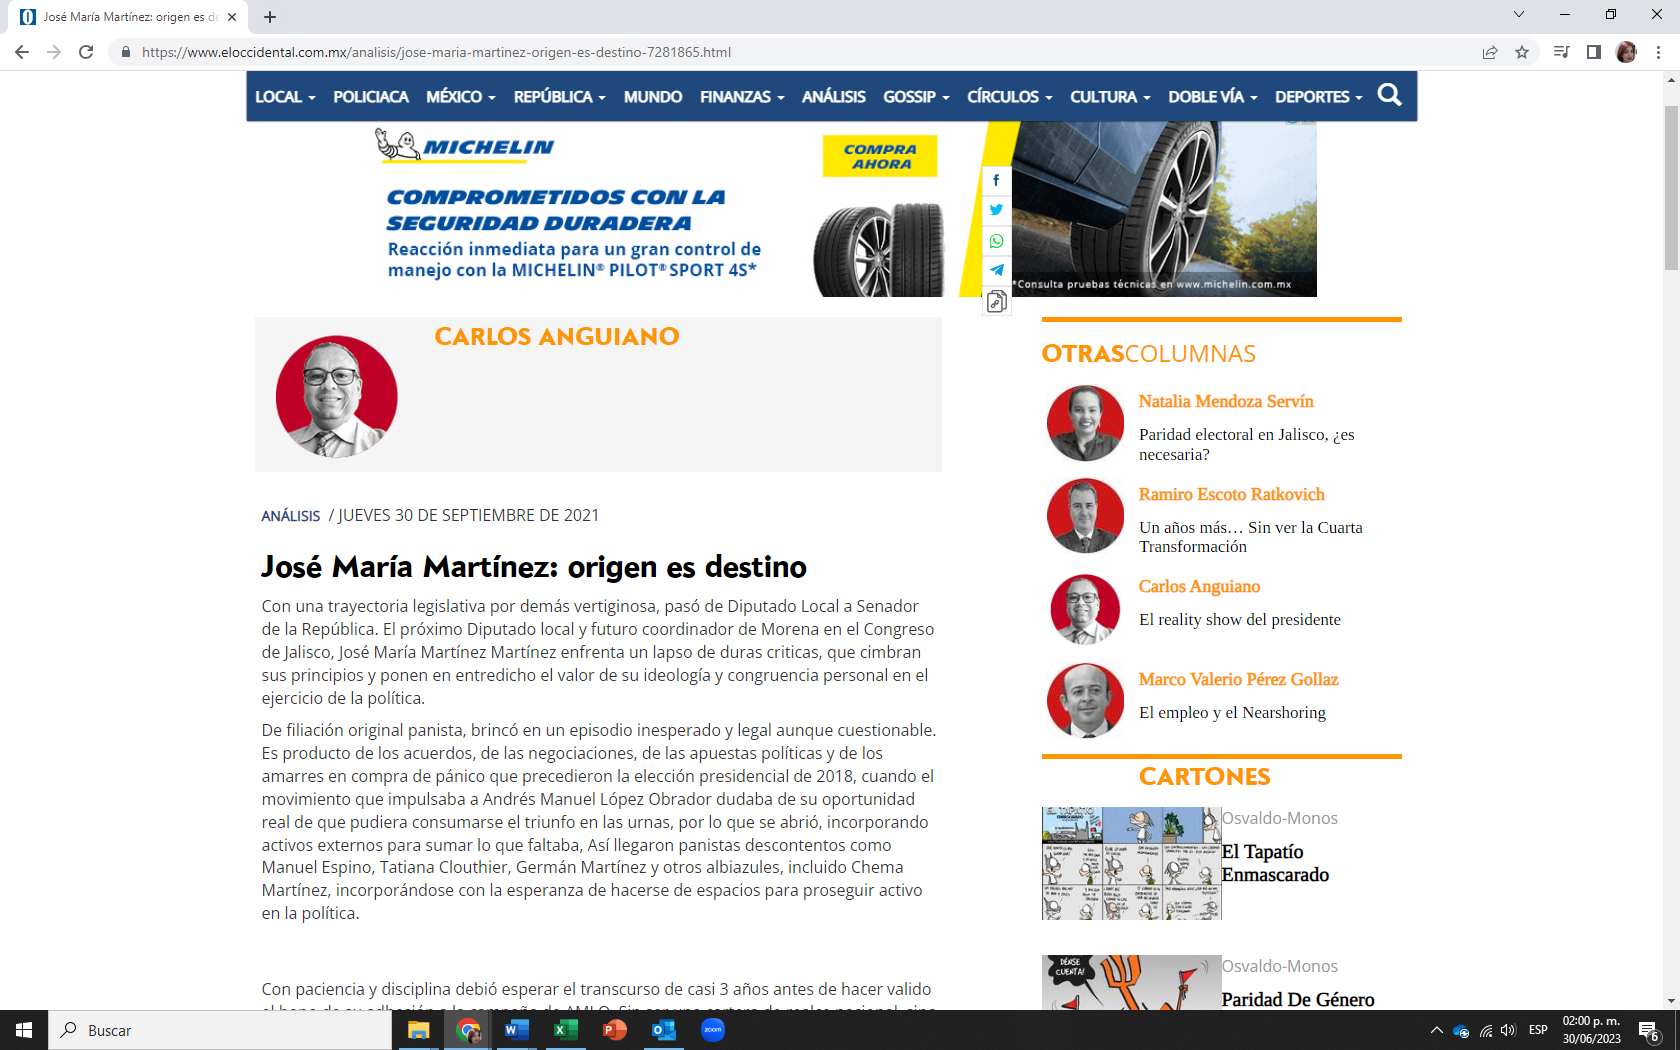 José María Martínez: origen es de
https://www.eloccidental.com.mx/analisis/jose-maria-martinez-origen-es-destino-7281865.html
LOCAL POLICIACA MÉXICO REPÚBLICA MUNDO FINANZAS ANÁLISIS GOSSIP CÍRCULOS CULTURA DOBLE VÍA DEPORTES
MICHELIN
COMPRA
AHORA
COMPROMETIDOS CON LA
SEGURIDAD DURADERA
Reacción inmediata para un gran control de
manejo con la MICHELIN® PILOT® SPORT 4S*
*Consulta pruebas técnicas en www.michelin.com.mx
CARLOS ANGUIANO
ANÁLISIS / JUEVES 30 DE SEPTIEMBRE DE 2021
José María Martínez: origen es destino
Con una trayectoria legislativa por demás vertiginosa, pasó de Diputado Local a Senador
de la República. El próximo Diputado local y futuro coordinador de Morena en el Congreso
de Jalisco, José María Martínez Martínez enfrenta un lapso de duras criticas, que cimbran
sus principios y ponen en entredicho el valor de su ideología y congruencia personal en el
ejercicio de la política.
De filiación original panista, brincó en un episodio inesperado y legal aunque cuestionable.
Es producto de los acuerdos, de las negociaciones, de las apuestas políticas y de los
amarres en compra de pánico que precedieron la elección presidencial de 2018, cuando el
movimiento que impulsaba a Andrés Manuel López Obrador dudaba de su oportunidad
real de que pudiera consumarse el triunfo en las urnas, por lo que se abrió, incorporando
activos externos para sumar lo que faltaba, Así llegaron panistas descontentos como
Manuel Espino, Tatiana Clouthier, Germán Martínez y otros albiazules, incluido Chema
Martínez, incorporándose con la esperanza de hacerse de espacios para proseguir activo
en la política.
Con paciencia y disciplina debió esperar el transcurso de casi 3 años antes de hacer valido
OTRASCOLUMNAS
Natalia Mendoza Servín
Paridad electoral en Jalisco, ¿es
necesaria?
Ramiro Escoto Ratkovich
Un años más… Sin ver la Cuarta
Transformación
Carlos Anguiano
El reality show del presidente
Marco Valerio Pérez Gollaz
El empleo y el Nearshoring
CARTONES
EL TAPATÍO
ENMASCARADO
Osvaldo-Monos
El Tapatío
Enmascarado
DÉNSE
CUENTA!
Osvaldo-Monos
Paridad De Género
Buscar
zoom
ESP
02:00 p. m.
30/06/2023
6